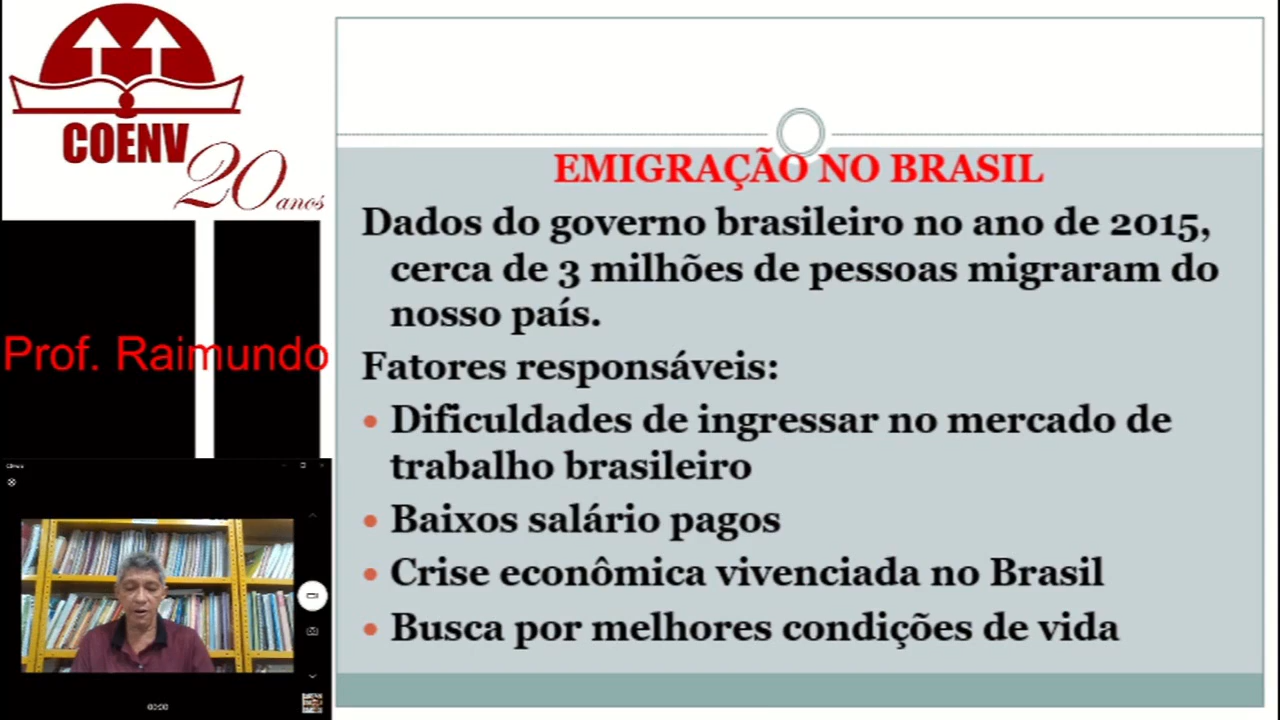 COENV
20 anos
Prof. Raimundo
00:00
EMIGRAÇÃO NO BRASIL
Dados do governo brasileiro no ano de 2015,
cerca de 3 milhões de pessoas migraram do
nosso país.
Fatores responsáveis:
• Dificuldades de ingressar no mercado de
trabalho brasileiro
• Baixos salário pagos
• Crise econômica vivenciada no Brasil
• Busca por melhores condições de vida